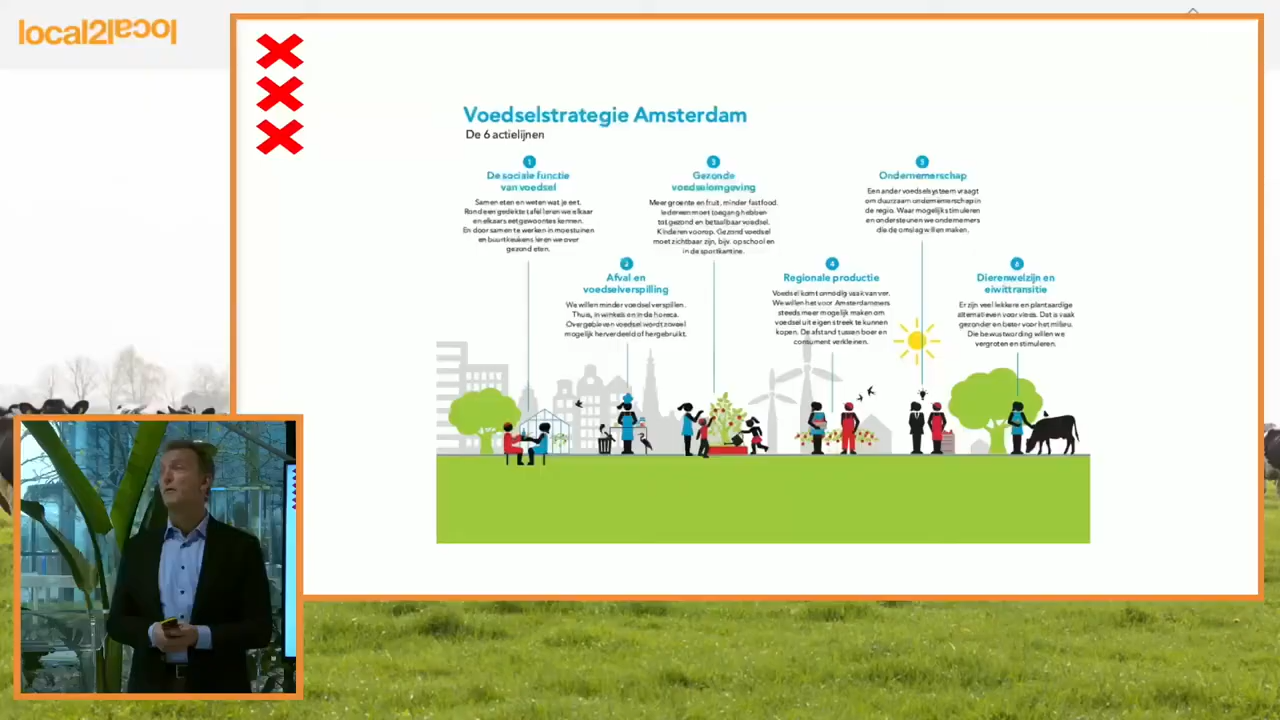 local2local
Voedselstrategie Amsterdam
De 6 actielijnen
1
De sociale functie
van voedsel
Samen eten en weten wat je eet.
Rond een gedekte tafel leren we elkaar
en elkaars eetgewoontes kennen.
En door samen te werken in moestuinen
en buurtkeukens leren we over
gezond eten.
2
Afval en
voedselverspilling
We willen minder voedsel verspillen.
Thuis, in winkels en in de horeca.
Overgebleven voedsel wordt zoveel
mogelijk herverdeeld of hergebruikt.
3
Gezonde
voedselomgeving
Meer groente en fruit, minder fastfood.
Iedereen moet toegang hebben
tot gezond en betaalbaar voedsel.
Kinderen voorop. Gezond voedsel
moet zichtbaar zijn, bijv. op school en
in de sportkantine.
4
Regionale productie
Voedsel komt onnodig vaak van ver.
We willen het voor Amsterdammers
steeds meer mogelijk maken om
voedsel uit eigen streek te kunnen
kopen. De afstand tussen boer en
consument verkleinen.
5
Ondernemerschap
Een ander voedselsysteem vraagt
om duurzaam ondernemerschap in
de regio. Waar mogelijk stimuleren
en ondersteunen we ondernemers
die de omslag willen maken.
6
Dierenwelzijn en
eiwittransitie
Er zijn veel lekkere en plantaardige
alternatieven voor vlees. Dat is vaak
gezonder en beter voor het milieu.
Die bewustwording willen we
vergroten en stimuleren.